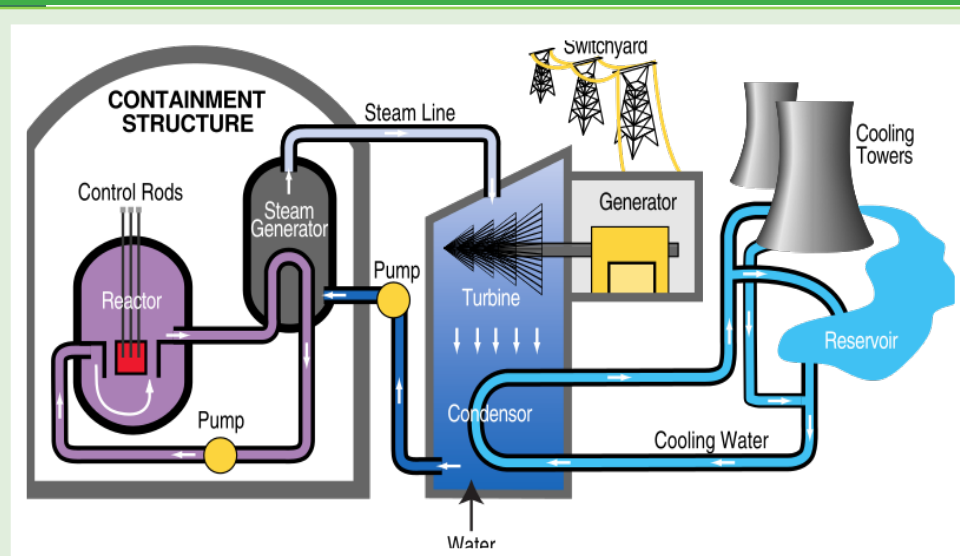 Switchyard
CONTAINMENT
STRUCTURE
Steam Line
Cooling
Towers
Control Rods
Steam
Generator
Generator
Pump
Reactor
Turbine
Reservoir
Pump
Condensor
Cooling Water
Water